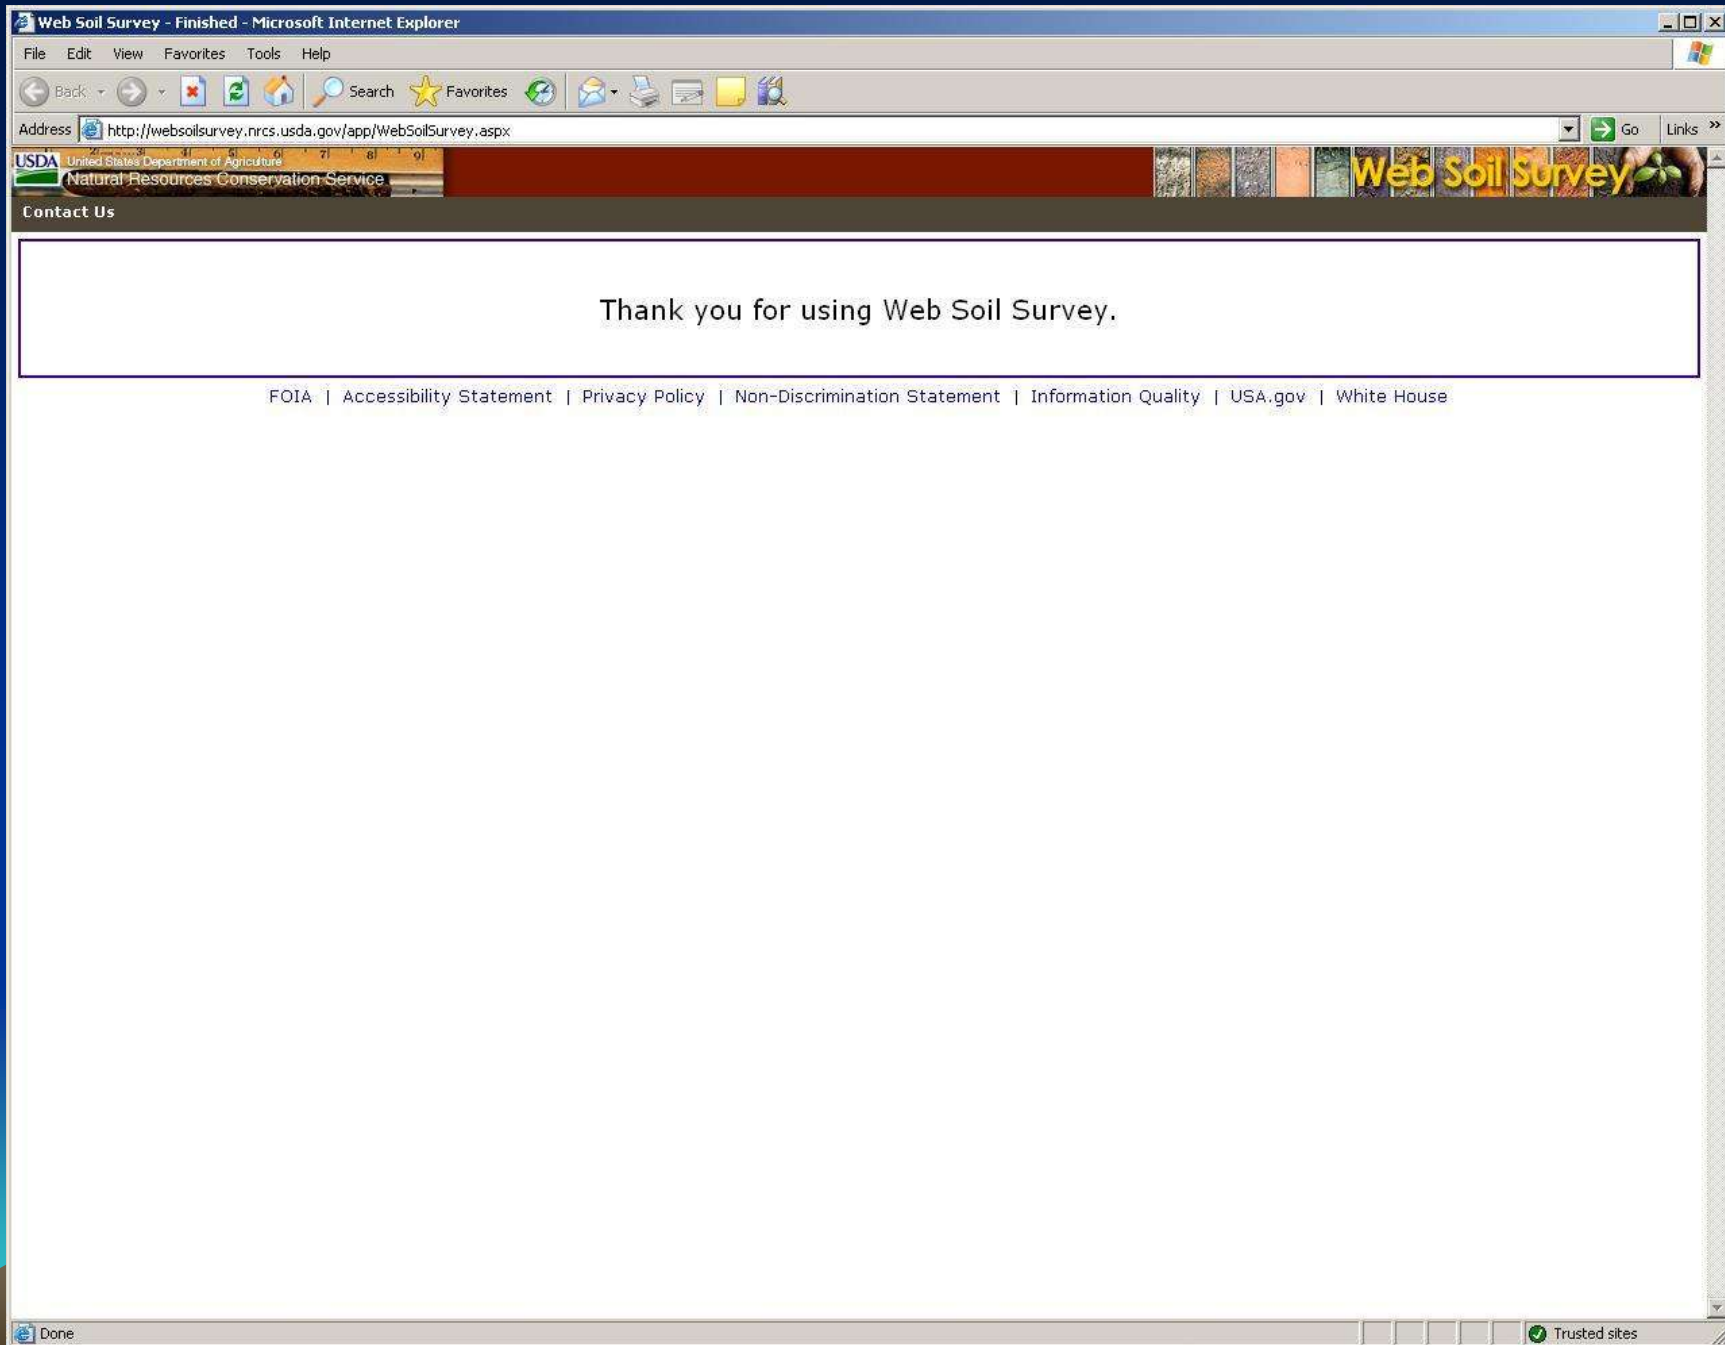 Web Soil Survey - Finished - Microsoft Internet Explorer
File Edit View Favorites Tools Help
Back Search Favorites
Address http://websoilsurvey.nrcs.usda.gov/app/WebSoilSurvey.aspx Go Links »
USDA United States Department of Agriculture
Natural Resources Conservation Service
Web Soil Survey
Contact Us
Thank you for using Web Soil Survey.
FOIA | Accessibility Statement | Privacy Policy | Non-Discrimination Statement | Information Quality | USA.gov | White House
Done Trusted sites